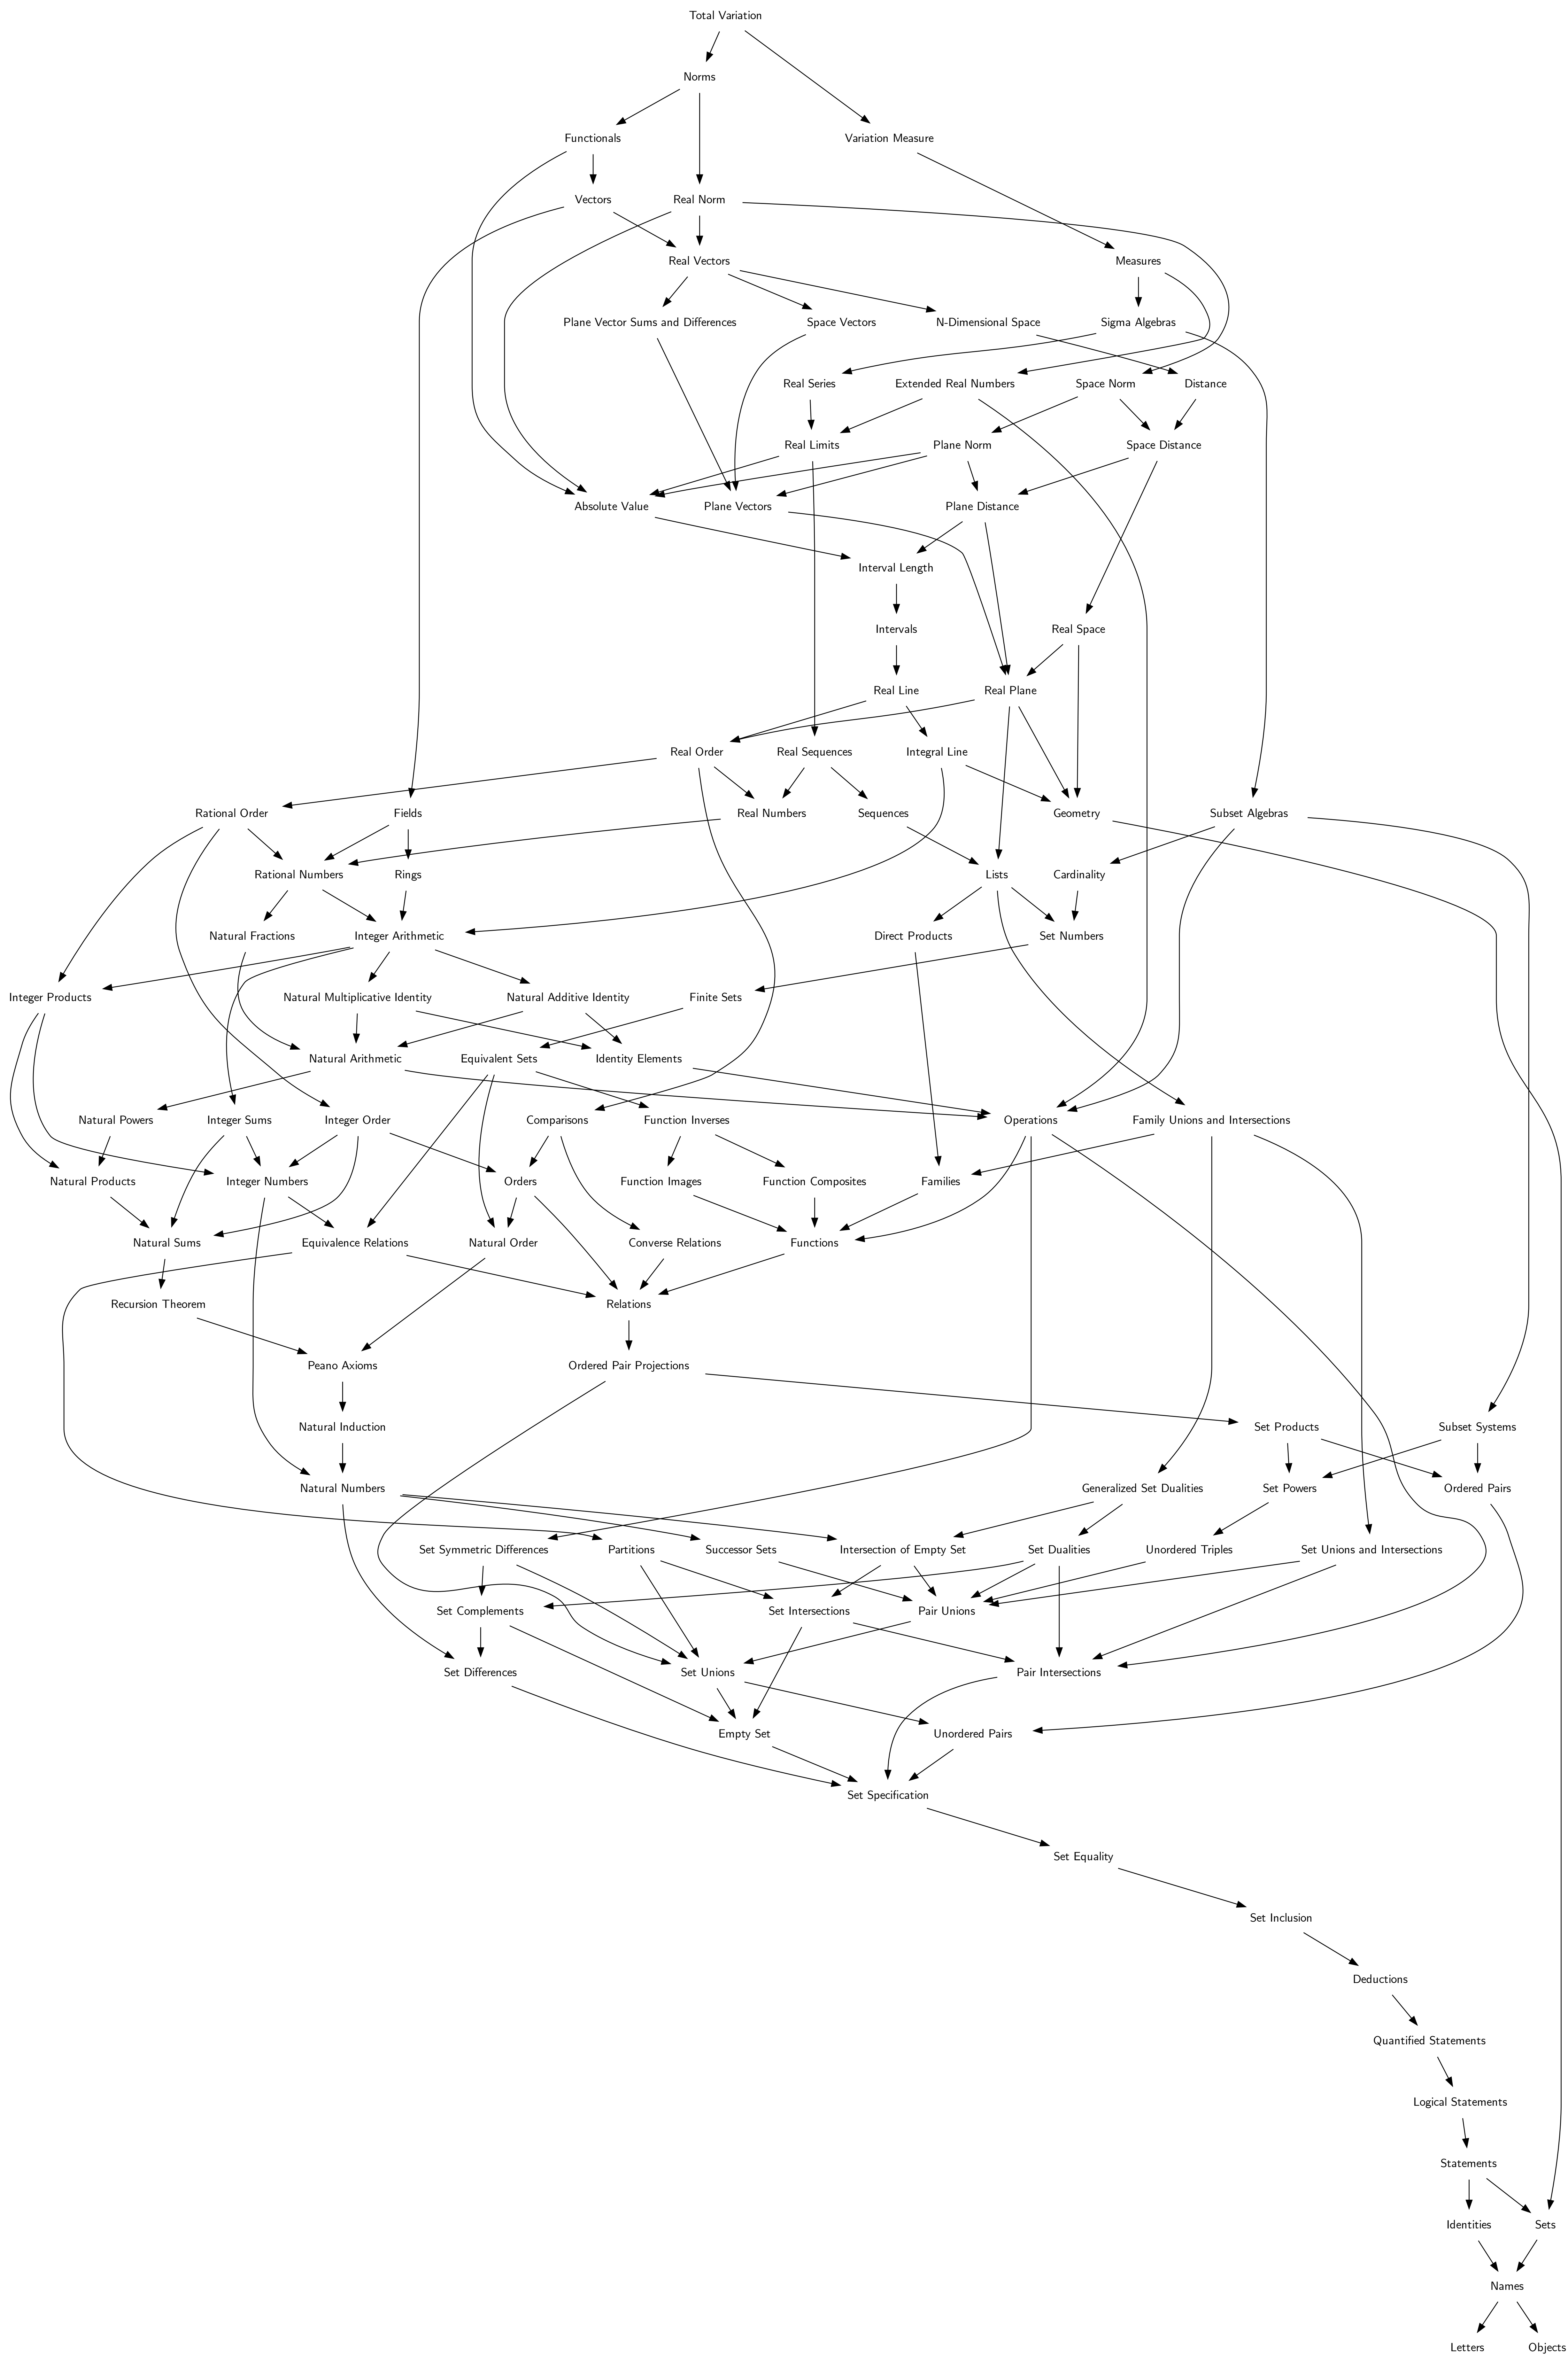 Total Variation
Norms
Functionals
Variation Measure
Vectors
Real Norm
Real Vectors
Measures
Plane Vector Sums and Differences
Space Vectors
N-Dimensional Space
Sigma Algebras
Real Series
Extended Real Numbers
Space Norm
Distance
Real Limits
Plane Norm
Space Distance
Absolute Value
Plane Vectors
Plane Distance
Interval Length
Intervals
Real Space
Real Line
Real Plane
Real Order
Real Sequences
Integral Line
Rational Order
Fields
Real Numbers
Sequences
Geometry
Subset Algebras
Rational Numbers
Rings
Lists
Cardinality
Natural Fractions
Integer Arithmetic
Direct Products
Set Numbers
Integer Products
Natural Multiplicative Identity
Natural Additive Identity
Finite Sets
Natural Arithmetic
Equivalent Sets
Identity Elements
Natural Powers
Integer Sums
Integer Order
Comparisons
Function Inverses
Operations
Family Unions and Intersections
Natural Products
Integer Numbers
Orders
Function Images
Function Composites
Families
Natural Sums
Equivalence Relations
Natural Order
Converse Relations
Functions
Recursion Theorem
Relations
Peano Axioms
Ordered Pair Projections
Natural Induction
Set Products
Subset Systems
Natural Numbers
Generalized Set Dualities
Set Powers
Ordered Pairs
Set Symmetric Differences
Partitions
Successor Sets
Intersection of Empty Set
Set Dualities
Unordered Triples
Set Unions and Intersections
Set Complements
Set Intersections
Pair Unions
Set Differences
Set Unions
Pair Intersections
Empty Set
Unordered Pairs
Set Specification
Set Equality
Set Inclusion
Deductions
Quantified Statements
Logical Statements
Statements
Identities
Sets
Names
Letters
Objects